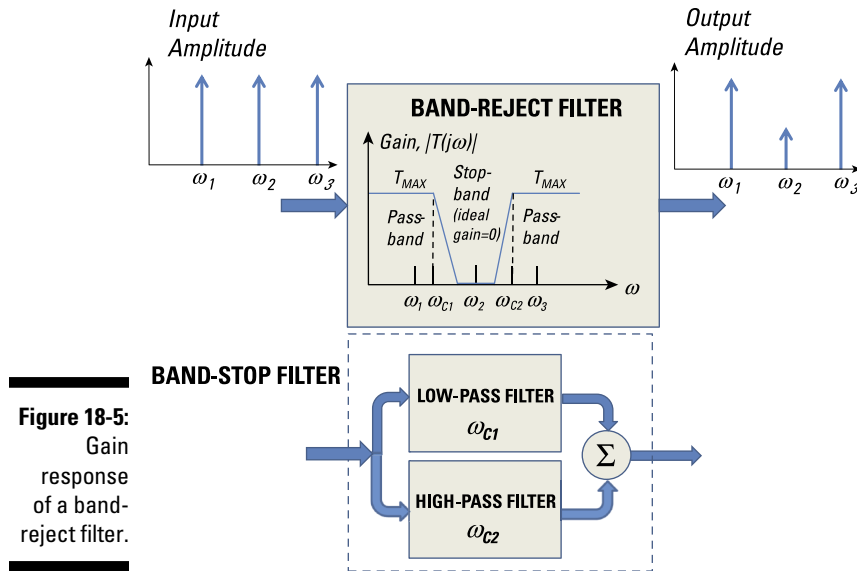 Input
Amplitude
ω1 ω2 ω3
Output
Amplitude
ω1 ω2 ω3
BAND-REJECT FILTER
Gain, |T(jω)|
TMAX
Pass-
band
Stop-
band
(ideal
gain=0)
TMAX
Pass-
band
ω1 ωC1 ω2 ωC2 ω3
ω
BAND-STOP FILTER
LOW-PASS FILTER
ωC1
HIGH-PASS FILTER
ωC2
Σ
Figure 18-5:
Gain
response
of a band-
reject filter.